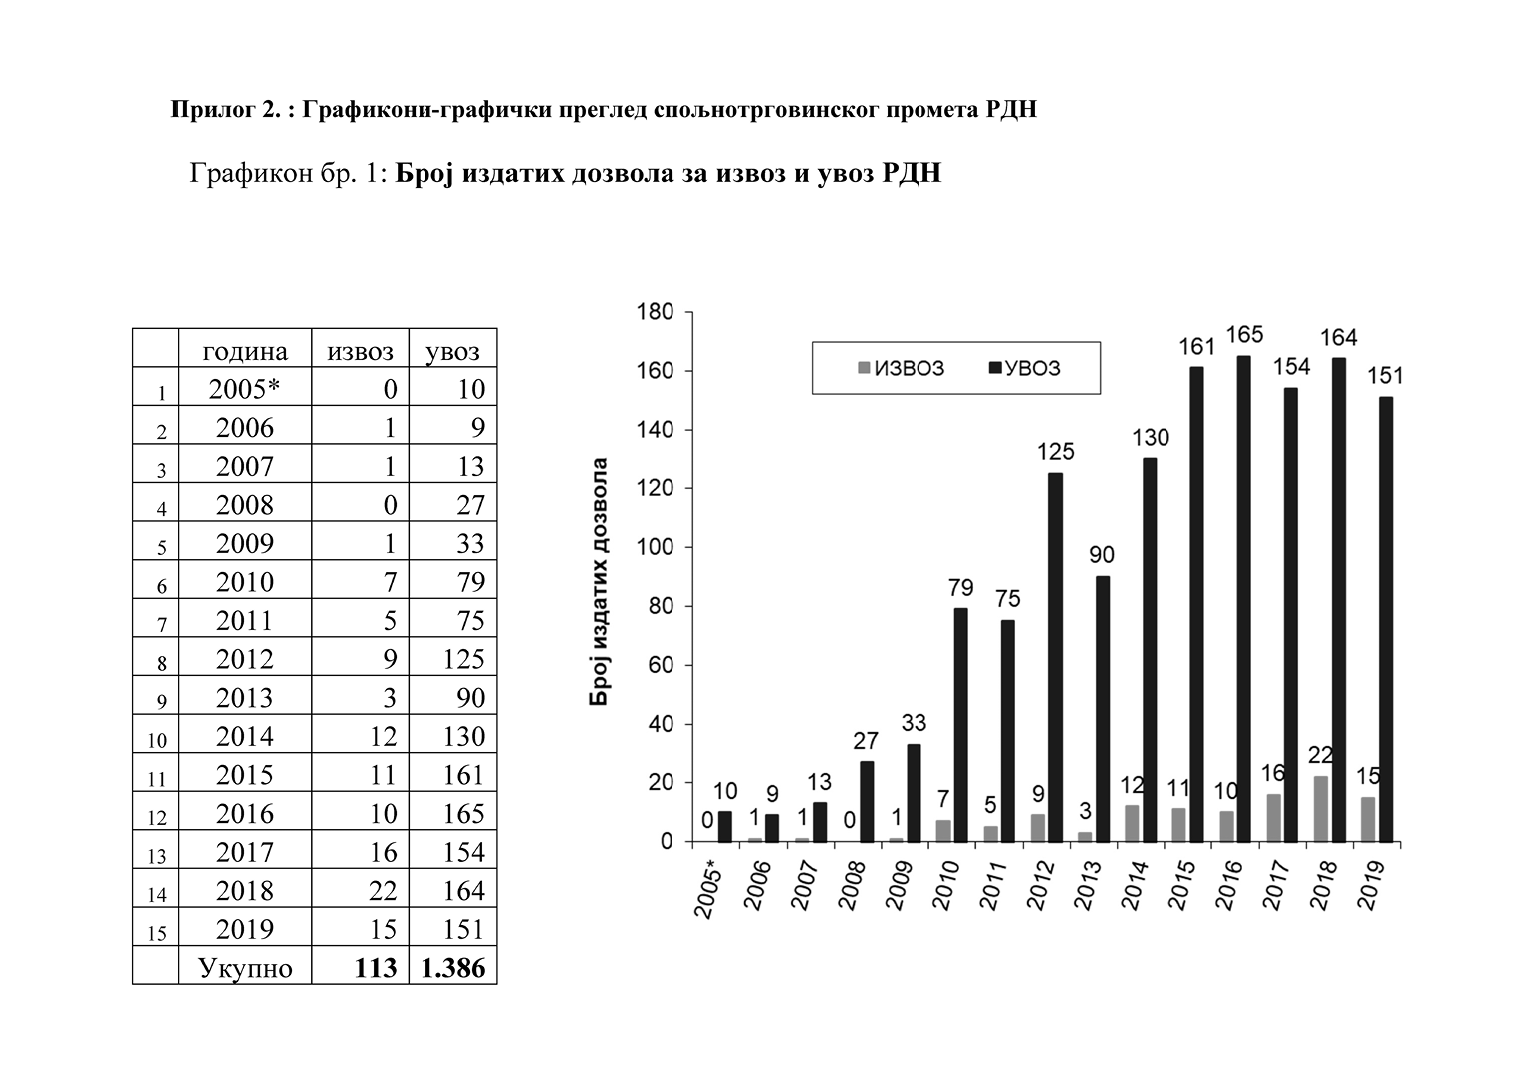 Прилог 2. : Графикони-графички преглед спољнотрговинског промета РДН
Графикон бр. 1: Број издатих дозвола за извоз и увоз РДН
година извоз увоз
1 2005* 0 10
2 2006 1 9
3 2007 1 13
4 2008 0 27
5 2009 1 33
6 2010 7 79
7 2011 5 75
8 2012 9 125
9 2013 3 90
10 2014 12 130
11 2015 11 161
12 2016 10 165
13 2017 16 154
14 2018 22 164
15 2019 15 151
Укупно 113 1.386
Број издатих дозвола
180
160
140
120
100
80
60
40
20
0
ИЗВОЗ УВОЗ
0 10 1 9 1 13 0 27 1 33 7 79 5 75 9 125 3 90 12 130 11 161 10 165 16 154 22 164 15 151
2005* 2006 2007 2008 2009 2010 2011 2012 2013 2014 2015 2016 2017 2018 2019